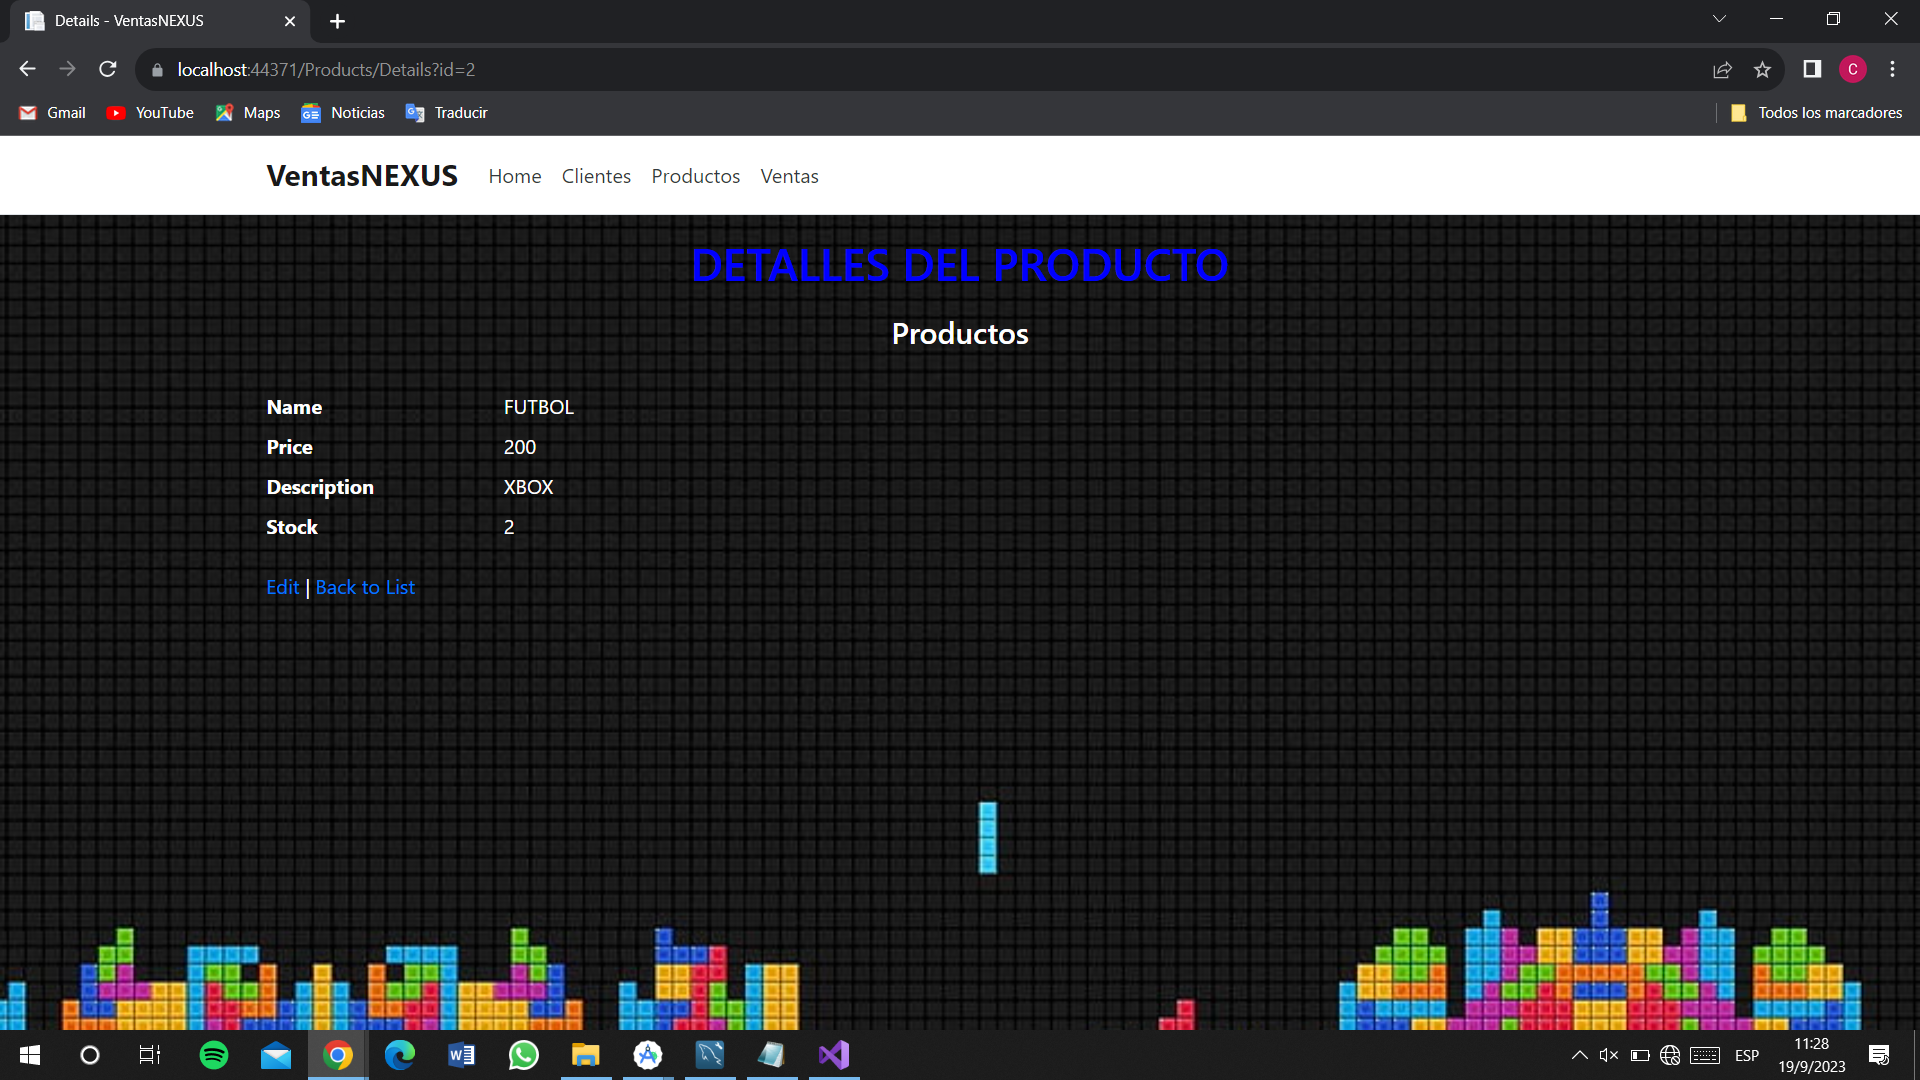 Details - VentasNEXUS
localhost:44371/Products/Details?id=2
C
Gmail YouTube Maps Noticias Traducir Todos los marcadores
VentasNEXUS Home Clientes Productos Ventas
DETALLES DEL PRODUCTO
Productos
Name FUTBOL
Price 200
Description XBOX
Stock 2
Edit | Back to List
ESP
11:28
19/9/2023